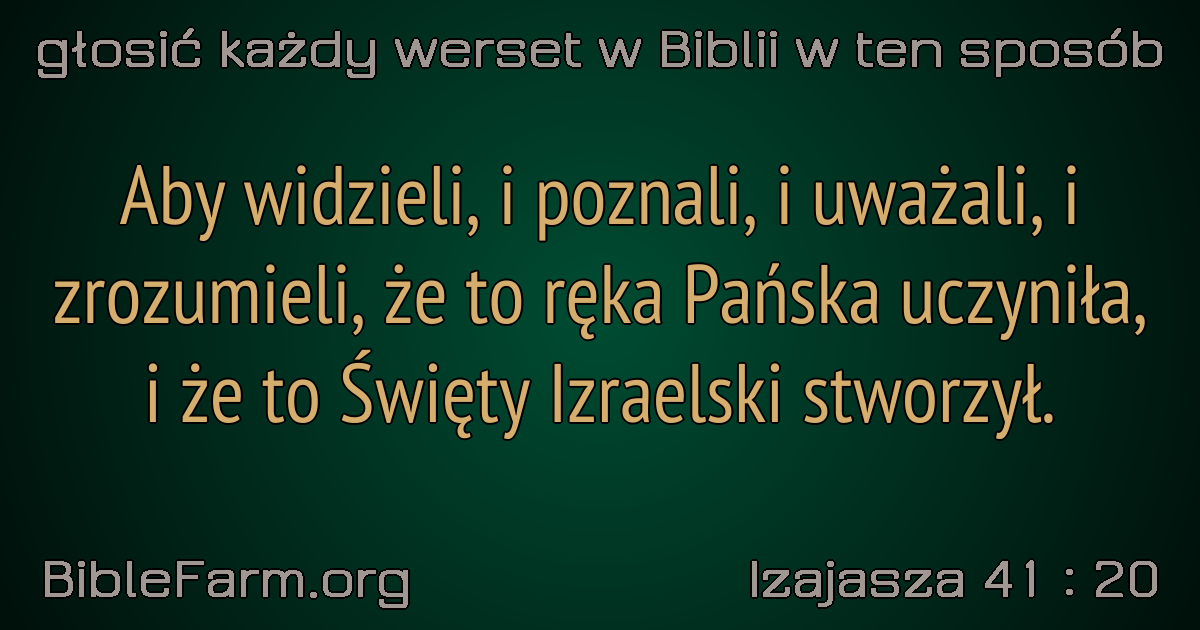 głosić każdy werset w Biblii w ten sposób
Aby widzieli, i poznali, i uważali, i
zrozumieli, że to ręka Pańska uczyniła,
i że to Święty Izraelski stworzył.
BibleFarm.org
Izajasza 41 : 20